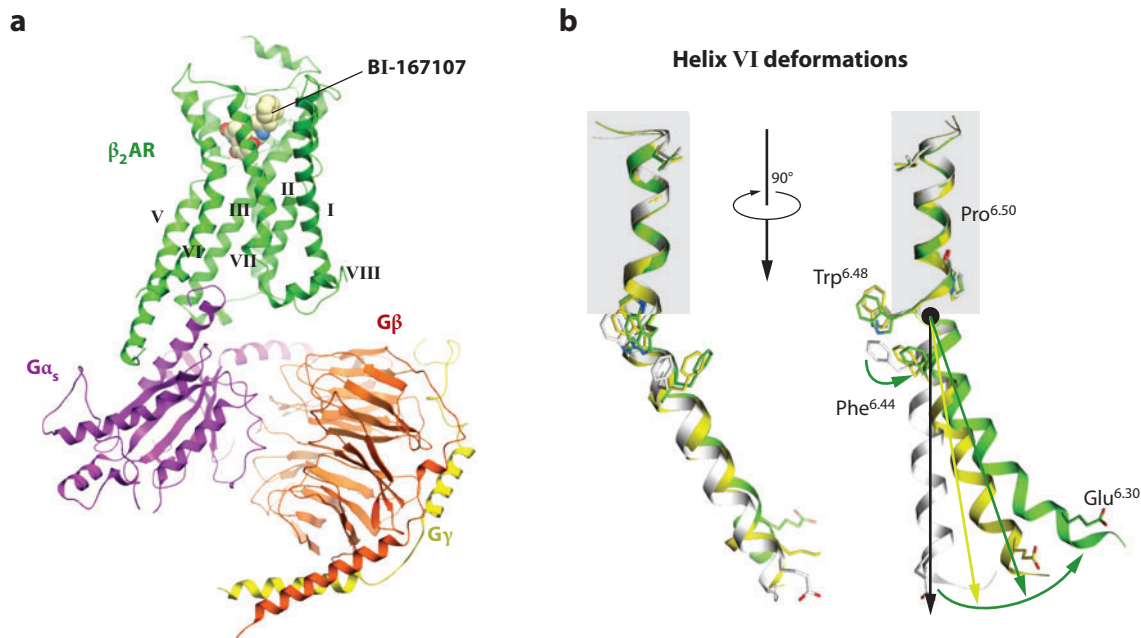 a
BI-167107
β₂AR
II
V
III
I
VI
VII
VIII
Gβ
Gαₛ
Gγ
b
Helix VI deformations
90°
Pro⁶·⁵⁰
Trp⁶·⁴⁸
Phe⁶·⁴⁴
Glu⁶·³⁰